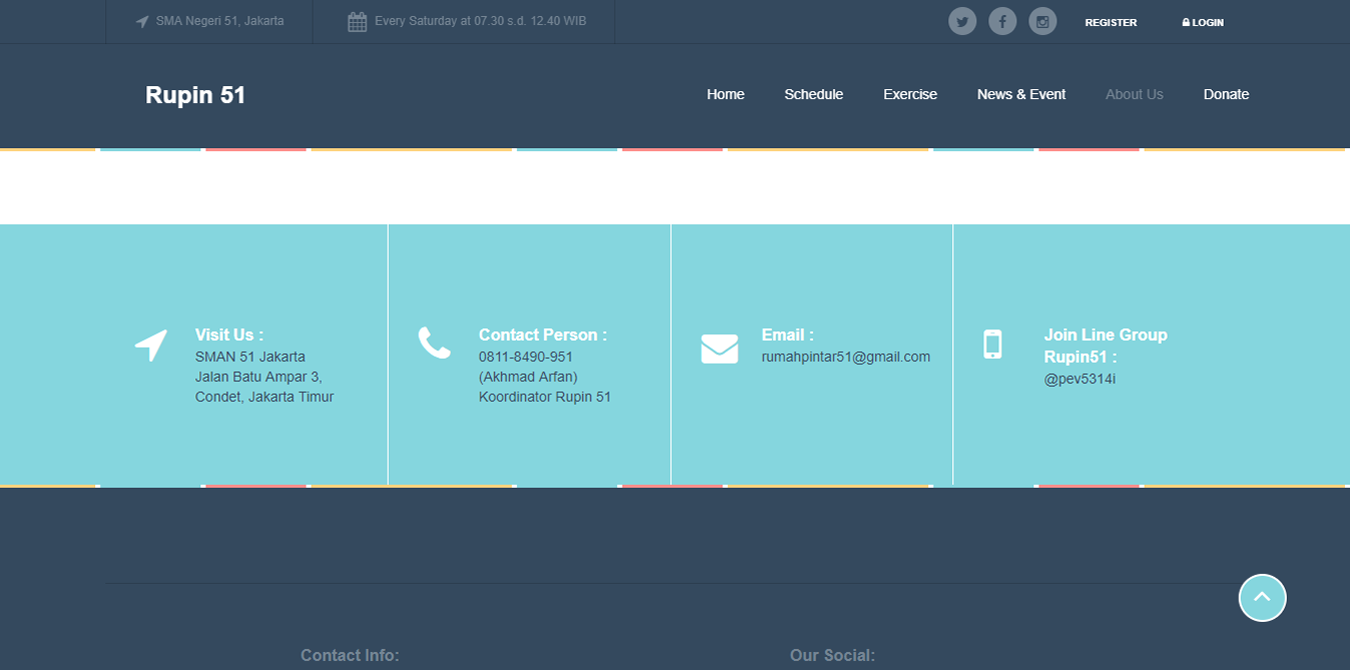 SMA Negeri 51, Jakarta
Every Saturday at 07.30 s.d. 12.40 WIB
REGISTER
LOGIN
Rupin 51
Home
Schedule
Exercise
News & Event
About Us
Donate
Visit Us :
SMAN 51 Jakarta
Jalan Batu Ampar 3,
Condet, Jakarta Timur
Contact Person :
0811-8490-951
(Akhmad Arfan)
Koordinator Rupin 51
Email :
rumahpintar51@gmail.com
Join Line Group
Rupin51 :
@pev5314i
Contact Info:
Our Social: